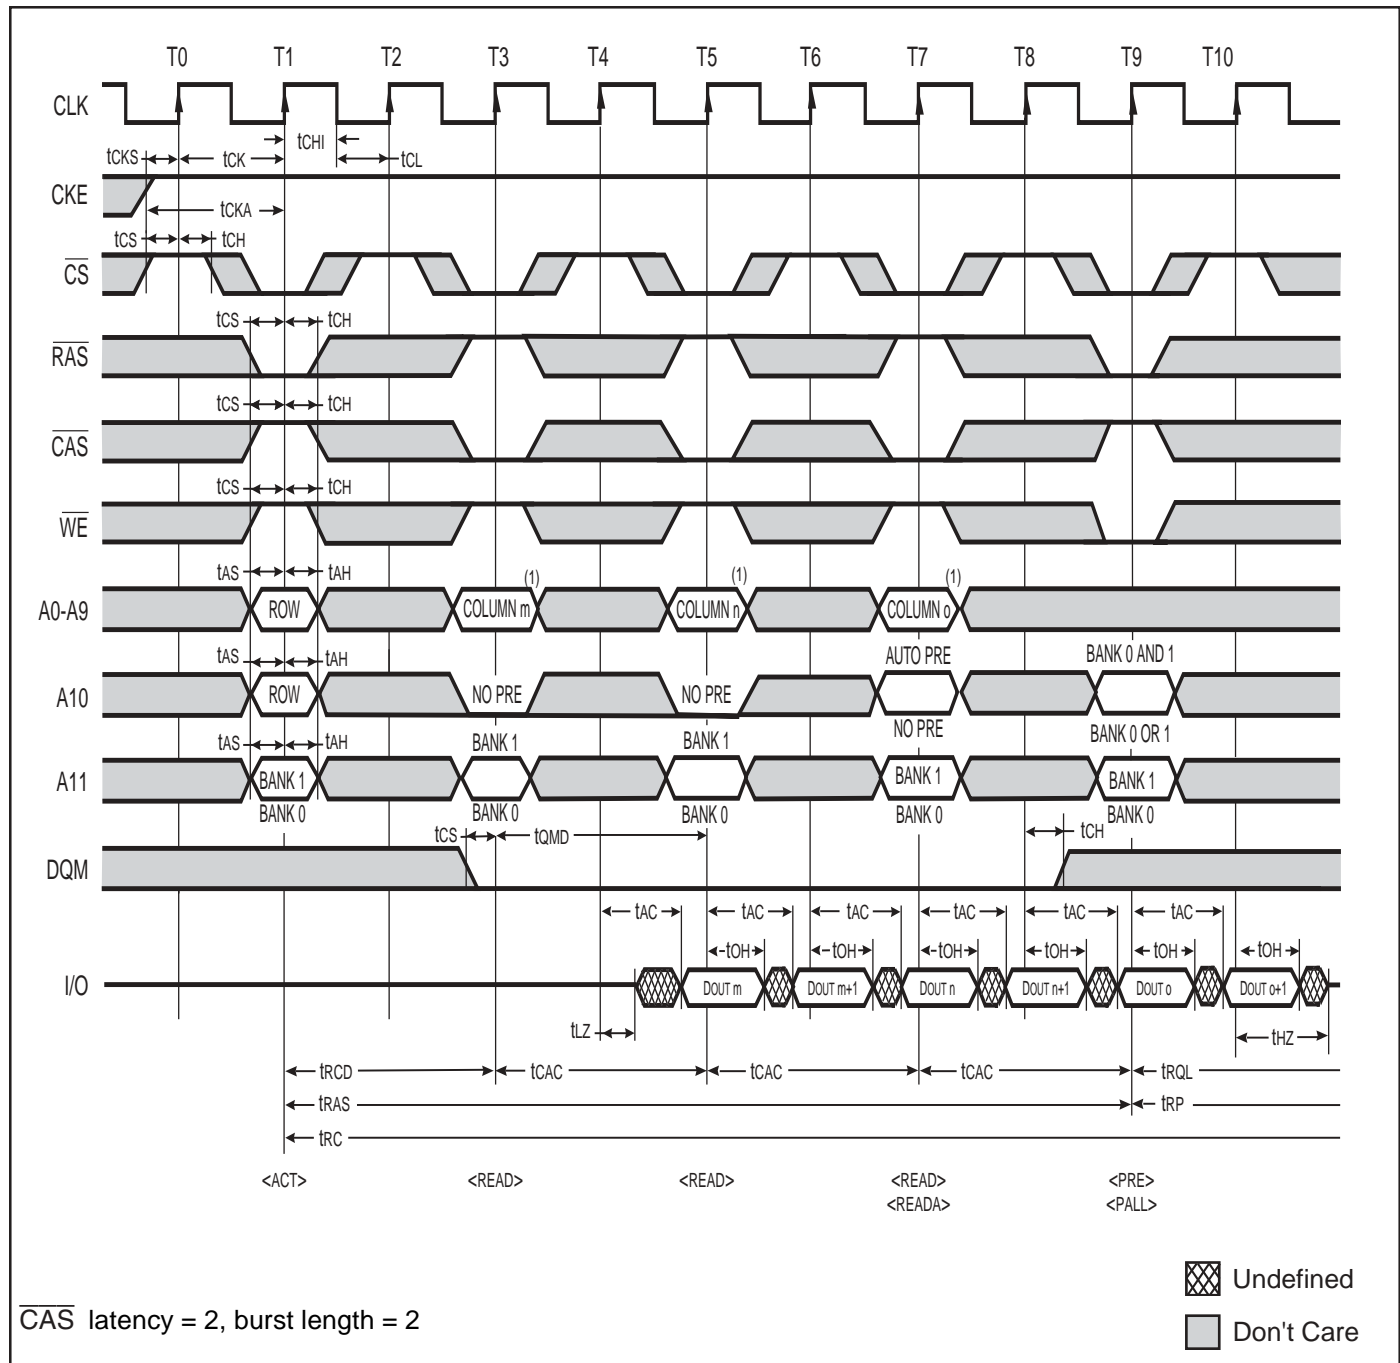 T0 T1 T2 T3 T4 T5 T6 T7 T8 T9 T10
CLK
tCHI
tCKS tCK tCL
CKE
tCKA
tCS tCH
CS
tCS tCH
RAS
tCS tCH
CAS
tCS tCH
WE
tAS tAH (1) (1) (1)
A0-A9 ROW COLUMN m COLUMN n COLUMN o
tAS tAH AUTO PRE BANK 0 AND 1
A10 ROW NO PRE NO PRE
NO PRE BANK 0 OR 1
tAS tAH BANK 1 BANK 1
A11 BANK 1 BANK 1 BANK 1
BANK 0 BANK 0 BANK 0 BANK 0 BANK 0
tCS tQMD tCH
DQM
tAC tAC tAC tAC tAC tAC
tOH tOH tOH tOH tOH tOH
I/O DOUT m DOUT m+1 DOUT n DOUT n+1 DOUT o DOUT o+1
tLZ tHZ
tRCD tCAC tCAC tCAC tRQL
tRAS tRP
tRC
<ACT> <READ> <READ> <READ> <PRE>
<READA> <PALL>
Undefined
CAS latency = 2, burst length = 2
Don't Care